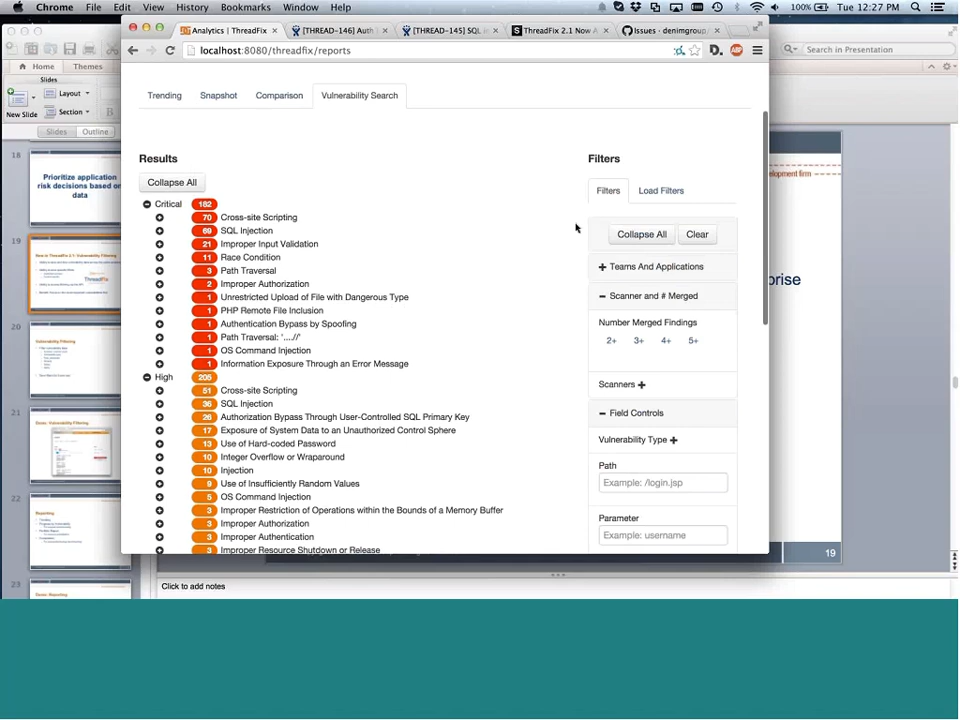 Chrome File Edit View History Bookmarks Window Help
100% Tue 12:27 PM
Search in Presentation
Home Themes
Slides
Layout
New Slide
Section
Slides Outline
18
Prioritize application
risk decisions based on
data
19
20
Vulnerability Filtering
21
Demo: Vulnerability Filtering
22
Reporting
23
Demo: Reporting
Analytics | ThreadFix
[THREAD-146] Auth
[THREAD-145] SQL in
ThreadFix 2.1 Now A
Issues · denimgroup
localhost:8080/threadfix/reports
Trending Snapshot Comparison Vulnerability Search
Results
Collapse All
Critical 182
70 Cross-site Scripting
69 SQL Injection
21 Improper Input Validation
11 Race Condition
3 Path Traversal
2 Improper Authorization
1 Unrestricted Upload of File with Dangerous Type
1 PHP Remote File Inclusion
1 Authentication Bypass by Spoofing
1 Path Traversal: '....//'
1 OS Command Injection
1 Information Exposure Through an Error Message
High 205
51 Cross-site Scripting
36 SQL Injection
26 Authorization Bypass Through User-Controlled SQL Primary Key
17 Exposure of System Data to an Unauthorized Control Sphere
13 Use of Hard-coded Password
10 Integer Overflow or Wraparound
10 Injection
9 Use of Insufficiently Random Values
5 OS Command Injection
3 Improper Restriction of Operations within the Bounds of a Memory Buffer
3 Improper Authorization
3 Improper Authentication
3 Improper Resource Shutdown or Release
Filters
Filters Load Filters
Collapse All Clear
Teams And Applications
Scanner and # Merged
Number Merged Findings
2+ 3+ 4+ 5+
Scanners
Field Controls
Vulnerability Type
Path
Example: /login.jsp
Parameter
Example: username
elopment firm
prise
19
Click to add notes